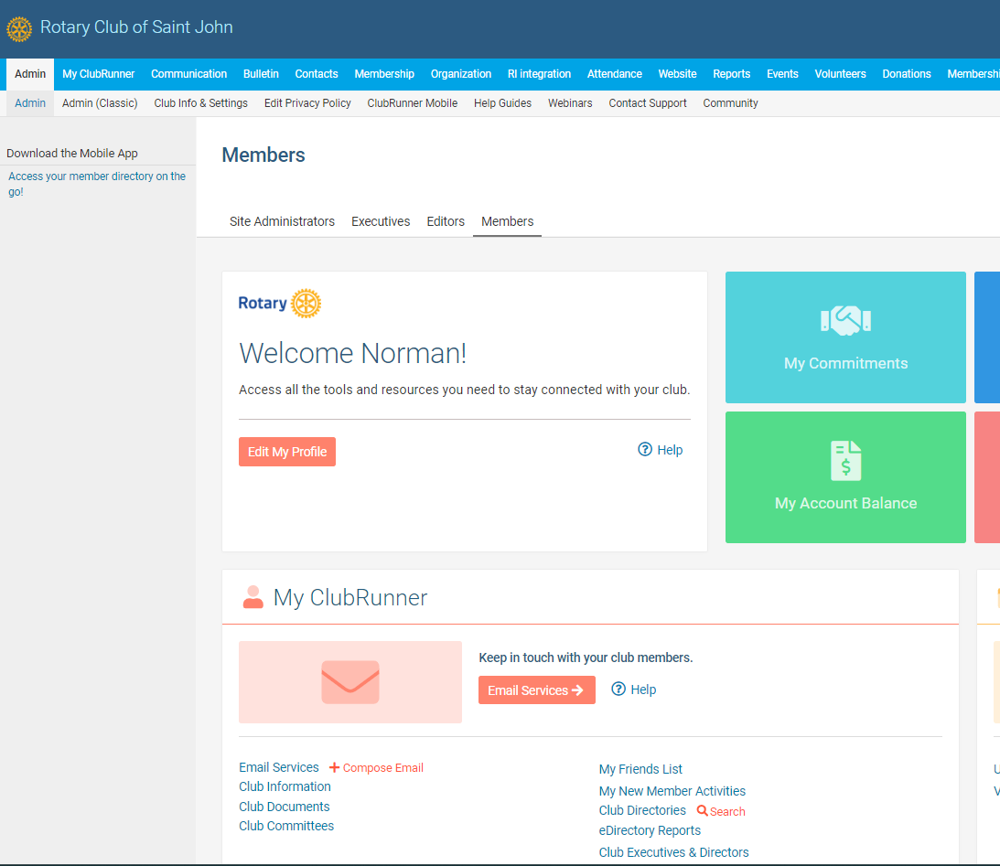 Rotary Club of Saint John
Admin My ClubRunner Communication Bulletin Contacts Membership Organization RI integration Attendance Website Reports Events Volunteers Donations
Admin Admin (Classic) Club Info & Settings Edit Privacy Policy ClubRunner Mobile Help Guides Webinars Contact Support Community
Download the Mobile App
Access your member directory on the
go!
Members
Site Administrators Executives Editors Members
Rotary
Welcome Norman!
Access all the tools and resources you need to stay connected with your club.
Edit My Profile
Help
My Commitments
My Account Balance
My ClubRunner
Keep in touch with your club members.
Email Services
Help
Email Services Compose Email
Club Information
Club Documents
Club Committees
My Friends List
My New Member Activities
Club Directories Search
eDirectory Reports
Club Executives & Directors